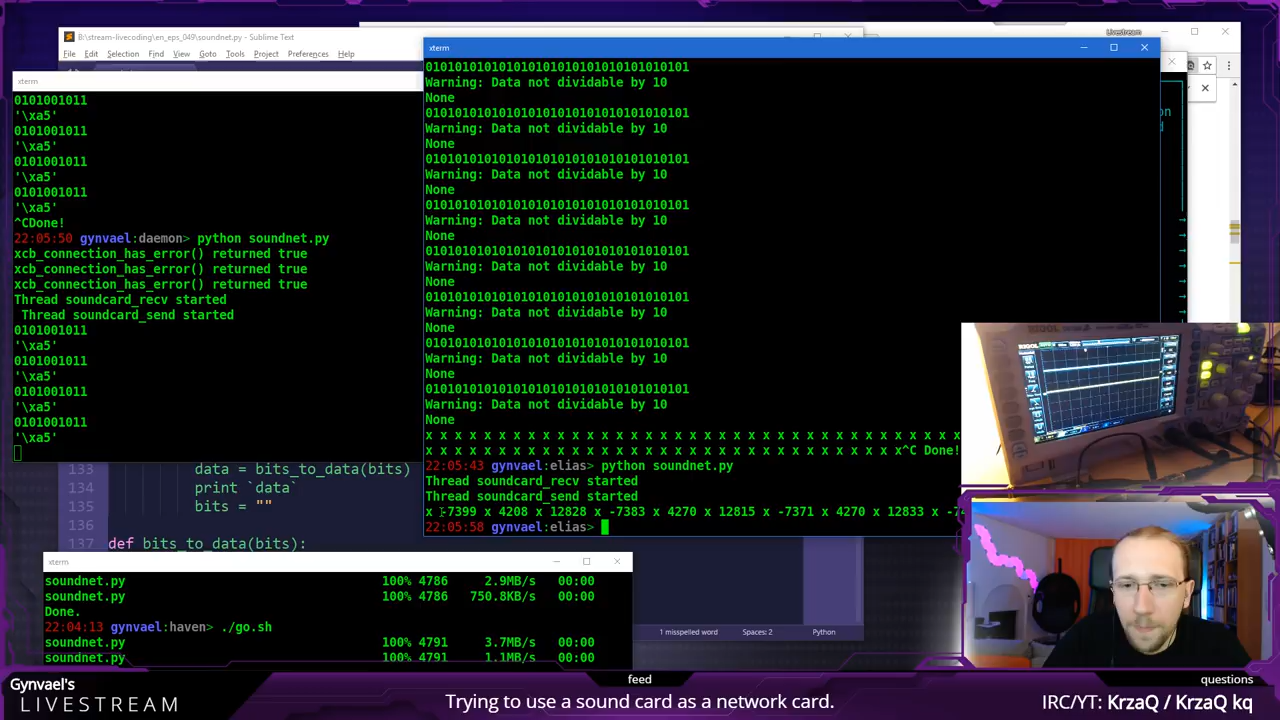 B:\stream-livecoding\en_eps_049\soundnet.py - Sublime Text
File Edit Selection Find View Goto Tools Project Preferences Help
Livestream
xterm
0101001011
'\xa5'
0101001011
'\xa5'
0101001011
'\xa5'
0101001011
'\xa5'
^CDone!
22:05:50 gynvael:daemon> python soundnet.py
xcb_connection_has_error() returned true
xcb_connection_has_error() returned true
xcb_connection_has_error() returned true
Thread soundcard_recv started
Thread soundcard_send started
0101001011
'\xa5'
0101001011
'\xa5'
0101001011
'\xa5'
0101001011
'\xa5'
xterm
010101010101010101010101010101010101
Warning: Data not dividable by 10
None
010101010101010101010101010101010101
Warning: Data not dividable by 10
None
010101010101010101010101010101010101
Warning: Data not dividable by 10
None
010101010101010101010101010101010101
Warning: Data not dividable by 10
None
010101010101010101010101010101010101
Warning: Data not dividable by 10
None
010101010101010101010101010101010101
Warning: Data not dividable by 10
None
010101010101010101010101010101010101
Warning: Data not dividable by 10
None
010101010101010101010101010101010101
Warning: Data not dividable by 10
None
x x x x x x x x x x x x x x x x x x x x x x x x x x x x x x x x x x x x x
x x x x x x x x x x x x x x x x x x x x x x x x x x x x x x x x x^C Done!
22:05:43 gynvael:elias> python soundnet.py
Thread soundcard_recv started
Thread soundcard_send started
x -7399 x 4208 x 12828 x -7383 x 4270 x 12815 x -7371 x 4270 x 12833 x -74
22:05:58 gynvael:elias>
133 data = bits_to_data(bits)
134 print `data`
135 bits = ""
137 def bits_to_data(bits):
xterm
soundnet.py 100% 4786 2.9MB/s 00:00
soundnet.py 100% 4786 750.8KB/s 00:00
Done.
22:04:13 gynvael:haven> ./go.sh
soundnet.py 100% 4791 3.7MB/s 00:00
soundnet.py 100% 4791 1.1MB/s 00:00
1 misspelled word Spaces: 2 Python
RIGOL
Gynvael's
LIVESTREAM
feed
Trying to use a sound card as a network card.
questions
IRC/YT: KrzaQ / KrzaQ kq